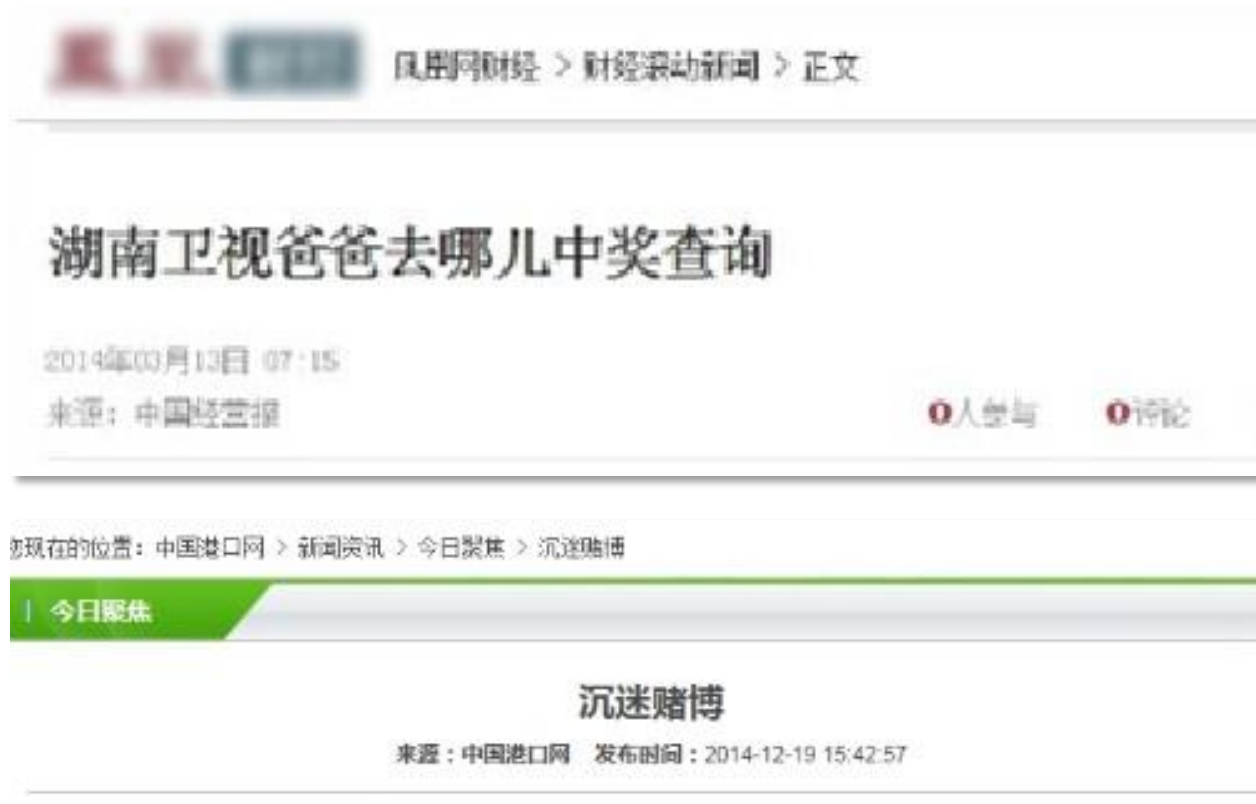 凤凰网财经 > 财经滚动新闻 > 正文
湖南卫视爸爸去哪儿中奖查询
2014年03月13日 07:15
来源：中国经营报
0人参与 0评论
您现在的位置：中国港口网 > 新闻资讯 > 今日聚焦 > 沉迷赌博
今日聚焦
沉迷赌博
来源：中国港口网 发布时间：2014-12-19 15:42:57